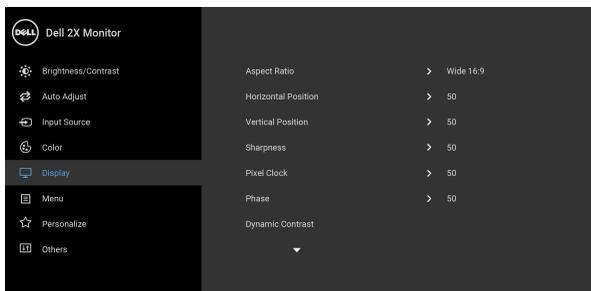 DELL Dell 2X Monitor
Brightness/Contrast
Auto Adjust
Input Source
Color
Display
Menu
Personalize
Others
Aspect Ratio > Wide 16:9
Horizontal Position > 50
Vertical Position > 50
Sharpness > 50
Pixel Clock > 50
Phase > 50
Dynamic Contrast